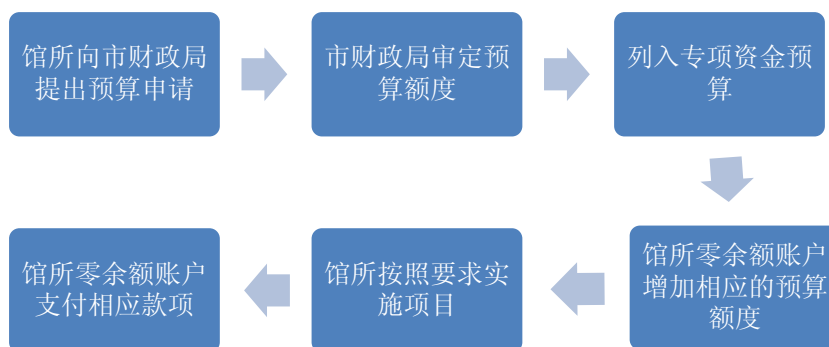 馆所向市财政局
提出预算申请
市财政局审定预
算额度
列入专项资金预
算
馆所零余额账户
增加相应的预算
额度
馆所按照要求实
施项目
馆所零余额账户
支付相应款项